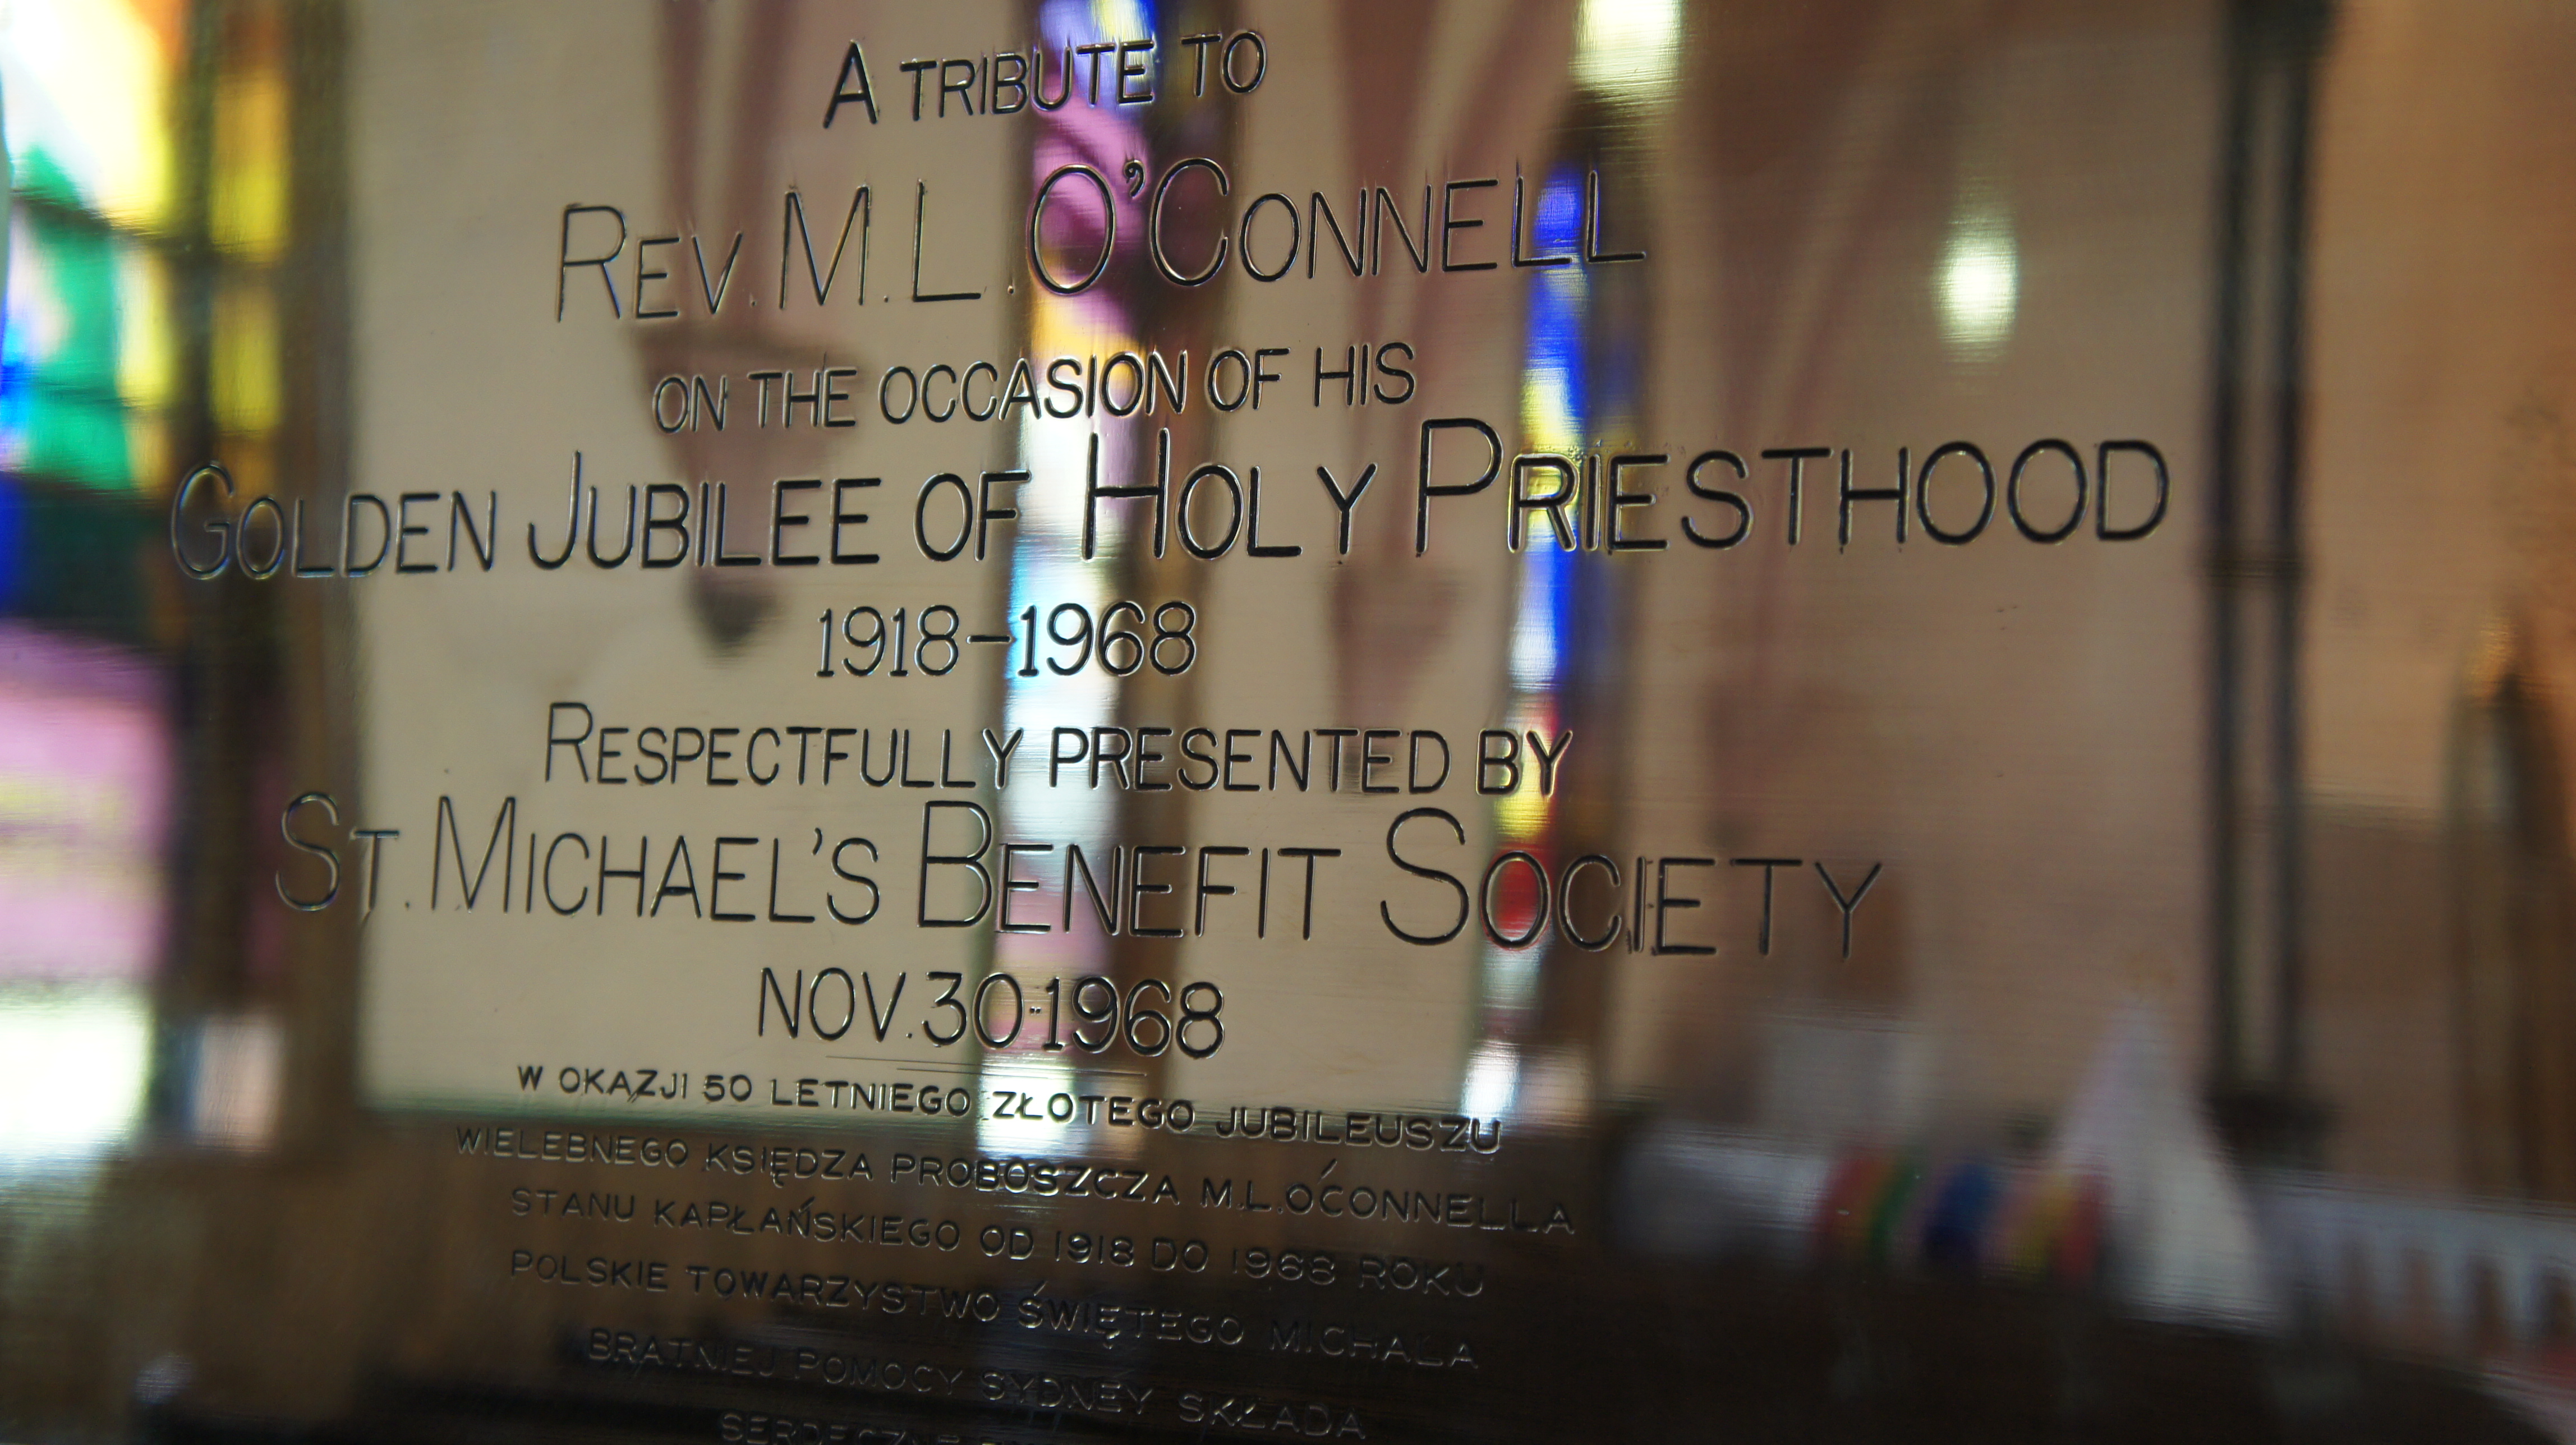 A TRIBUTE TO
REV. M. L. O'CONNELL
ON THE OCCASION OF HIS
GOLDEN JUBILEE OF HOLY PRIESTHOOD
1918-1968
RESPECTFULLY PRESENTED BY
ST. MICHAEL'S BENEFIT SOCIETY
NOV. 30-1968
W OKAZJI 50 LETNIEGO ZŁOTEGO JUBILEUSZU
WIELEBNEGO KSIĘDZA PROBOSZCZA M.L.O'CONNELLA
STANU KAPŁAŃSKIEGO OD 1918 DO 1968 ROKU
POLSKIE TOWARZYSTWO ŚWIĘTEGO MICHALA
BRATNIEJ POMOCY SYDNEY SKŁADA